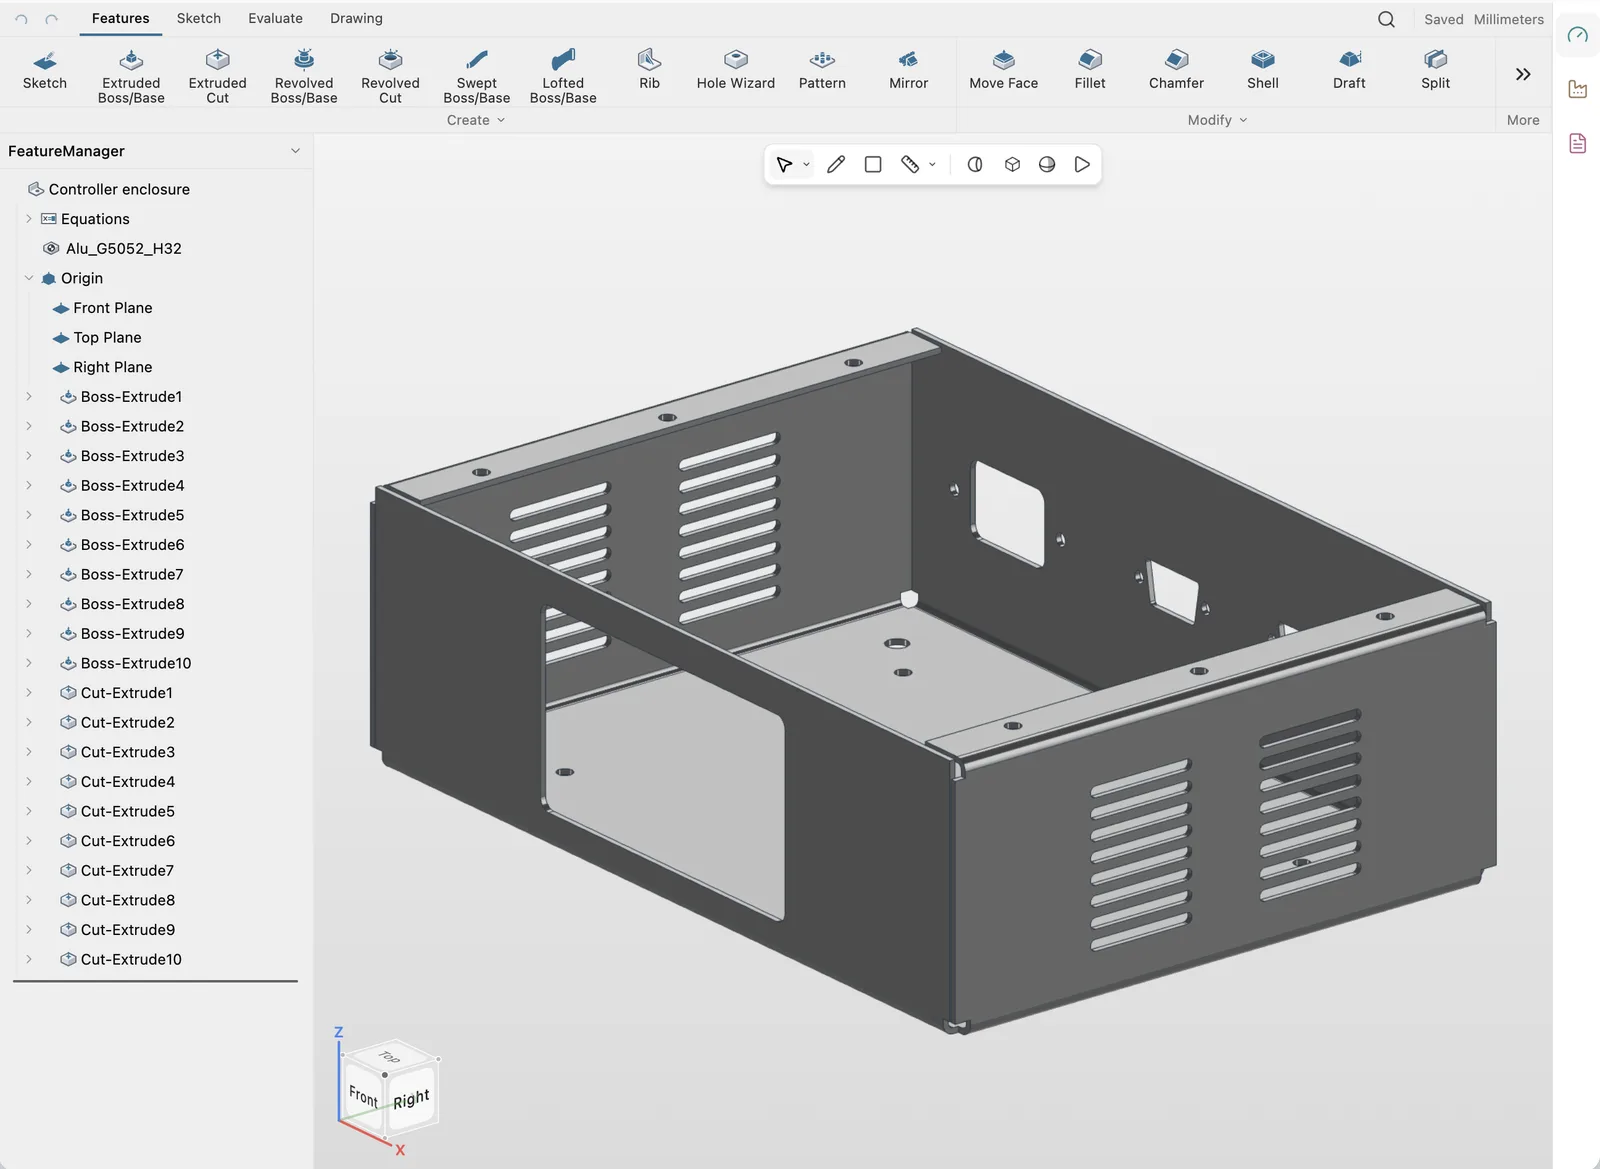 Features
Sketch
Evaluate
Drawing
Saved
Millimeters
Sketch
Extruded
Boss/Base
Extruded
Cut
Revolved
Boss/Base
Revolved
Cut
Swept
Boss/Base
Lofted
Boss/Base
Rib
Hole Wizard
Pattern
Mirror
Move Face
Fillet
Chamfer
Shell
Draft
Split
Create
Modify
More
FeatureManager
Controller enclosure
Equations
Alu_G5052_H32
Origin
Front Plane
Top Plane
Right Plane
Boss-Extrude1
Boss-Extrude2
Boss-Extrude3
Boss-Extrude4
Boss-Extrude5
Boss-Extrude6
Boss-Extrude7
Boss-Extrude8
Boss-Extrude9
Boss-Extrude10
Cut-Extrude1
Cut-Extrude2
Cut-Extrude3
Cut-Extrude4
Cut-Extrude5
Cut-Extrude6
Cut-Extrude7
Cut-Extrude8
Cut-Extrude9
Cut-Extrude10
Z
Top
Front
Right
X